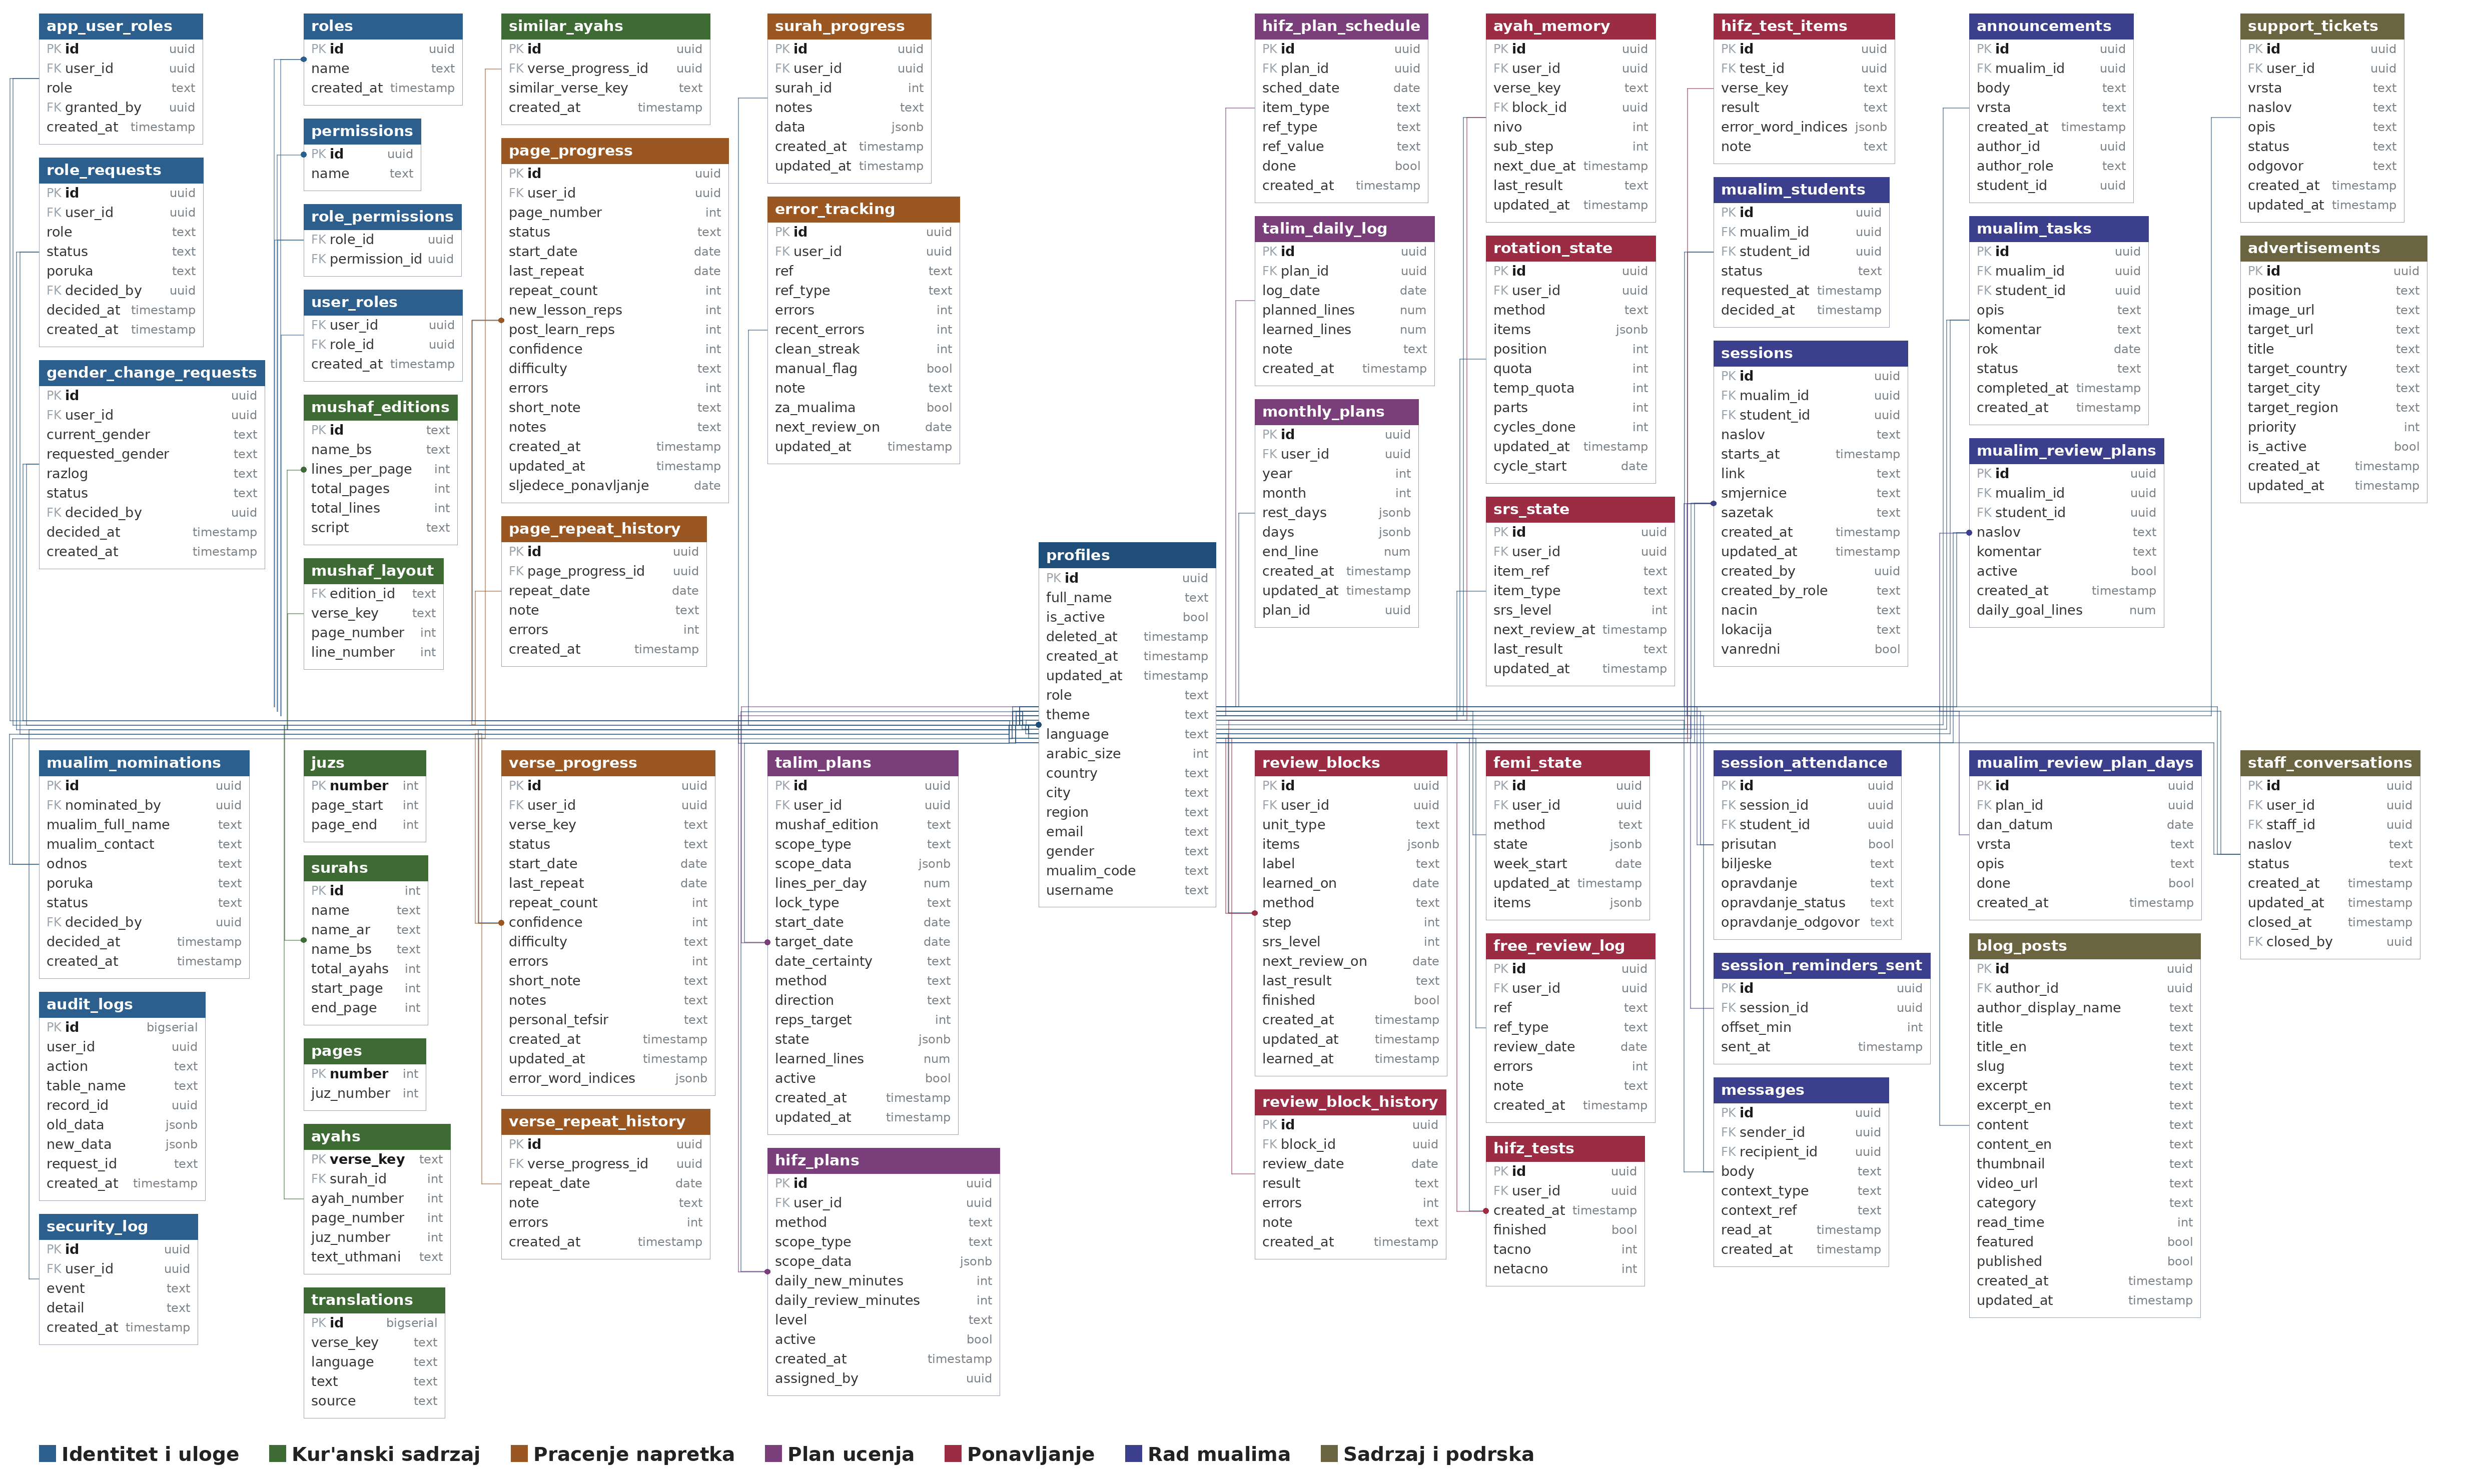 app_user_roles
PK id uuid
FK user_id uuid
role text
FK granted_by uuid
created_at timestamp
role_requests
PK id uuid
FK user_id uuid
role text
status text
poruka text
FK decided_by uuid
decided_at timestamp
created_at timestamp
gender_change_requests
PK id uuid
FK user_id uuid
current_gender text
requested_gender text
razlog text
status text
FK decided_by uuid
decided_at timestamp
created_at timestamp
roles
PK id uuid
name text
created_at timestamp
permissions
PK id uuid
name text
role_permissions
FK role_id uuid
FK permission_id uuid
user_roles
FK user_id uuid
FK role_id uuid
created_at timestamp
mushaf_editions
PK id text
name_bs text
lines_per_page int
total_pages int
total_lines int
script text
mushaf_layout
FK edition_id text
verse_key text
page_number int
line_number int
similar_ayahs
PK id uuid
FK verse_progress_id uuid
similar_verse_key text
created_at timestamp
page_progress
PK id uuid
FK user_id uuid
page_number int
status text
start_date date
last_repeat date
repeat_count int
new_lesson_reps int
post_learn_reps int
confidence int
difficulty text
errors int
short_note text
notes text
created_at timestamp
updated_at timestamp
sljedece_ponavljanje date
page_repeat_history
PK id uuid
FK page_progress_id uuid
repeat_date date
note text
errors int
created_at timestamp
surah_progress
PK id uuid
FK user_id uuid
surah_id int
notes text
data jsonb
created_at timestamp
updated_at timestamp
error_tracking
PK id uuid
FK user_id uuid
ref text
ref_type text
errors int
recent_errors int
clean_streak int
manual_flag bool
note text
za_mualima bool
next_review_on date
updated_at timestamp
profiles
PK id uuid
full_name text
is_active bool
deleted_at timestamp
created_at timestamp
updated_at timestamp
role text
theme text
language text
arabic_size int
country text
city text
region text
email text
gender text
mualim_code text
username text
hifz_plan_schedule
PK id uuid
FK plan_id uuid
sched_date date
item_type text
ref_type text
ref_value text
done bool
created_at timestamp
talim_daily_log
PK id uuid
FK plan_id uuid
log_date date
planned_lines num
learned_lines num
note text
created_at timestamp
monthly_plans
PK id uuid
FK user_id uuid
year int
month int
rest_days jsonb
days jsonb
end_line num
created_at timestamp
updated_at timestamp
plan_id uuid
ayah_memory
PK id uuid
FK user_id uuid
verse_key text
FK block_id uuid
nivo int
sub_step int
next_due_at timestamp
last_result text
updated_at timestamp
rotation_state
PK id uuid
FK user_id uuid
method text
items jsonb
position int
quota int
temp_quota int
parts int
cycles_done int
updated_at timestamp
cycle_start date
srs_state
PK id uuid
FK user_id uuid
item_ref text
item_type text
srs_level int
next_review_at timestamp
last_result text
updated_at timestamp
hifz_test_items
PK id uuid
FK test_id uuid
verse_key text
result text
error_word_indices jsonb
note text
mualim_students
PK id uuid
FK mualim_id uuid
FK student_id uuid
status text
requested_at timestamp
decided_at timestamp
sessions
PK id uuid
FK mualim_id uuid
FK student_id uuid
naslov text
starts_at timestamp
link text
smjernice text
sazetak text
created_at timestamp
updated_at timestamp
created_by uuid
created_by_role text
nacin text
lokacija text
vanredni bool
announcements
PK id uuid
FK mualim_id uuid
body text
vrsta text
created_at timestamp
author_id uuid
author_role text
student_id uuid
mualim_tasks
PK id uuid
FK mualim_id uuid
FK student_id uuid
opis text
komentar text
rok date
status text
completed_at timestamp
created_at timestamp
mualim_review_plans
PK id uuid
FK mualim_id uuid
FK student_id uuid
naslov text
komentar text
active bool
created_at timestamp
daily_goal_lines num
support_tickets
PK id uuid
FK user_id uuid
vrsta text
naslov text
opis text
status text
odgovor text
created_at timestamp
updated_at timestamp
advertisements
PK id uuid
position text
image_url text
target_url text
title text
target_country text
target_city text
target_region text
priority int
is_active bool
created_at timestamp
updated_at timestamp
mualim_nominations
PK id uuid
FK nominated_by uuid
mualim_full_name text
mualim_contact text
odnos text
poruka text
status text
FK decided_by uuid
decided_at timestamp
created_at timestamp
audit_logs
PK id bigserial
user_id uuid
action text
table_name text
record_id uuid
old_data jsonb
new_data jsonb
request_id text
created_at timestamp
security_log
PK id uuid
FK user_id uuid
event text
detail text
created_at timestamp
juzs
PK number int
page_start int
page_end int
surahs
PK id int
name text
name_ar text
name_bs text
total_ayahs int
start_page int
end_page int
pages
PK number int
juz_number int
ayahs
PK verse_key text
FK surah_id int
ayah_number int
page_number int
juz_number int
text_uthmani text
translations
PK id bigserial
verse_key text
language text
text text
source text
verse_progress
PK id uuid
FK user_id uuid
verse_key text
status text
start_date date
last_repeat date
repeat_count int
confidence int
difficulty text
errors int
short_note text
notes text
personal_tefsir text
created_at timestamp
updated_at timestamp
error_word_indices jsonb
verse_repeat_history
PK id uuid
FK verse_progress_id uuid
repeat_date date
note text
errors int
created_at timestamp
talim_plans
PK id uuid
FK user_id uuid
mushaf_edition text
scope_type text
scope_data jsonb
lines_per_day num
lock_type text
start_date date
target_date date
date_certainty text
method text
direction text
reps_target int
state jsonb
learned_lines num
active bool
created_at timestamp
updated_at timestamp
hifz_plans
PK id uuid
FK user_id uuid
method text
scope_type text
scope_data jsonb
daily_new_minutes int
daily_review_minutes int
level text
active bool
created_at timestamp
assigned_by uuid
review_blocks
PK id uuid
FK user_id uuid
unit_type text
items jsonb
label text
learned_on date
method text
step int
srs_level int
next_review_on date
last_result text
finished bool
created_at timestamp
updated_at timestamp
learned_at timestamp
review_block_history
PK id uuid
FK block_id uuid
review_date date
result text
errors int
note text
created_at timestamp
femi_state
PK id uuid
FK user_id uuid
method text
state jsonb
week_start date
updated_at timestamp
items jsonb
free_review_log
PK id uuid
FK user_id uuid
ref text
ref_type text
review_date date
errors int
note text
created_at timestamp
hifz_tests
PK id uuid
FK user_id uuid
created_at timestamp
finished bool
tacno int
netacno int
session_attendance
PK id uuid
FK session_id uuid
FK student_id uuid
prisutan bool
biljeske text
opravdanje text
opravdanje_status text
opravdanje_odgovor text
session_reminders_sent
PK id uuid
FK session_id uuid
offset_min int
sent_at timestamp
messages
PK id uuid
FK sender_id uuid
FK recipient_id uuid
body text
context_type text
context_ref text
read_at timestamp
created_at timestamp
mualim_review_plan_days
PK id uuid
FK plan_id uuid
dan_datum date
vrsta text
opis text
done bool
created_at timestamp
blog_posts
PK id uuid
FK author_id uuid
author_display_name text
title text
title_en text
slug text
excerpt text
excerpt_en text
content text
content_en text
thumbnail text
video_url text
category text
read_time int
featured bool
published bool
created_at timestamp
updated_at timestamp
staff_conversations
PK id uuid
FK user_id uuid
FK staff_id uuid
naslov text
status text
created_at timestamp
updated_at timestamp
closed_at timestamp
FK closed_by uuid
Identitet i uloge
Kur'anski sadrzaj
Pracenje napretka
Plan ucenja
Ponavljanje
Rad mualima
Sadrzaj i podrska